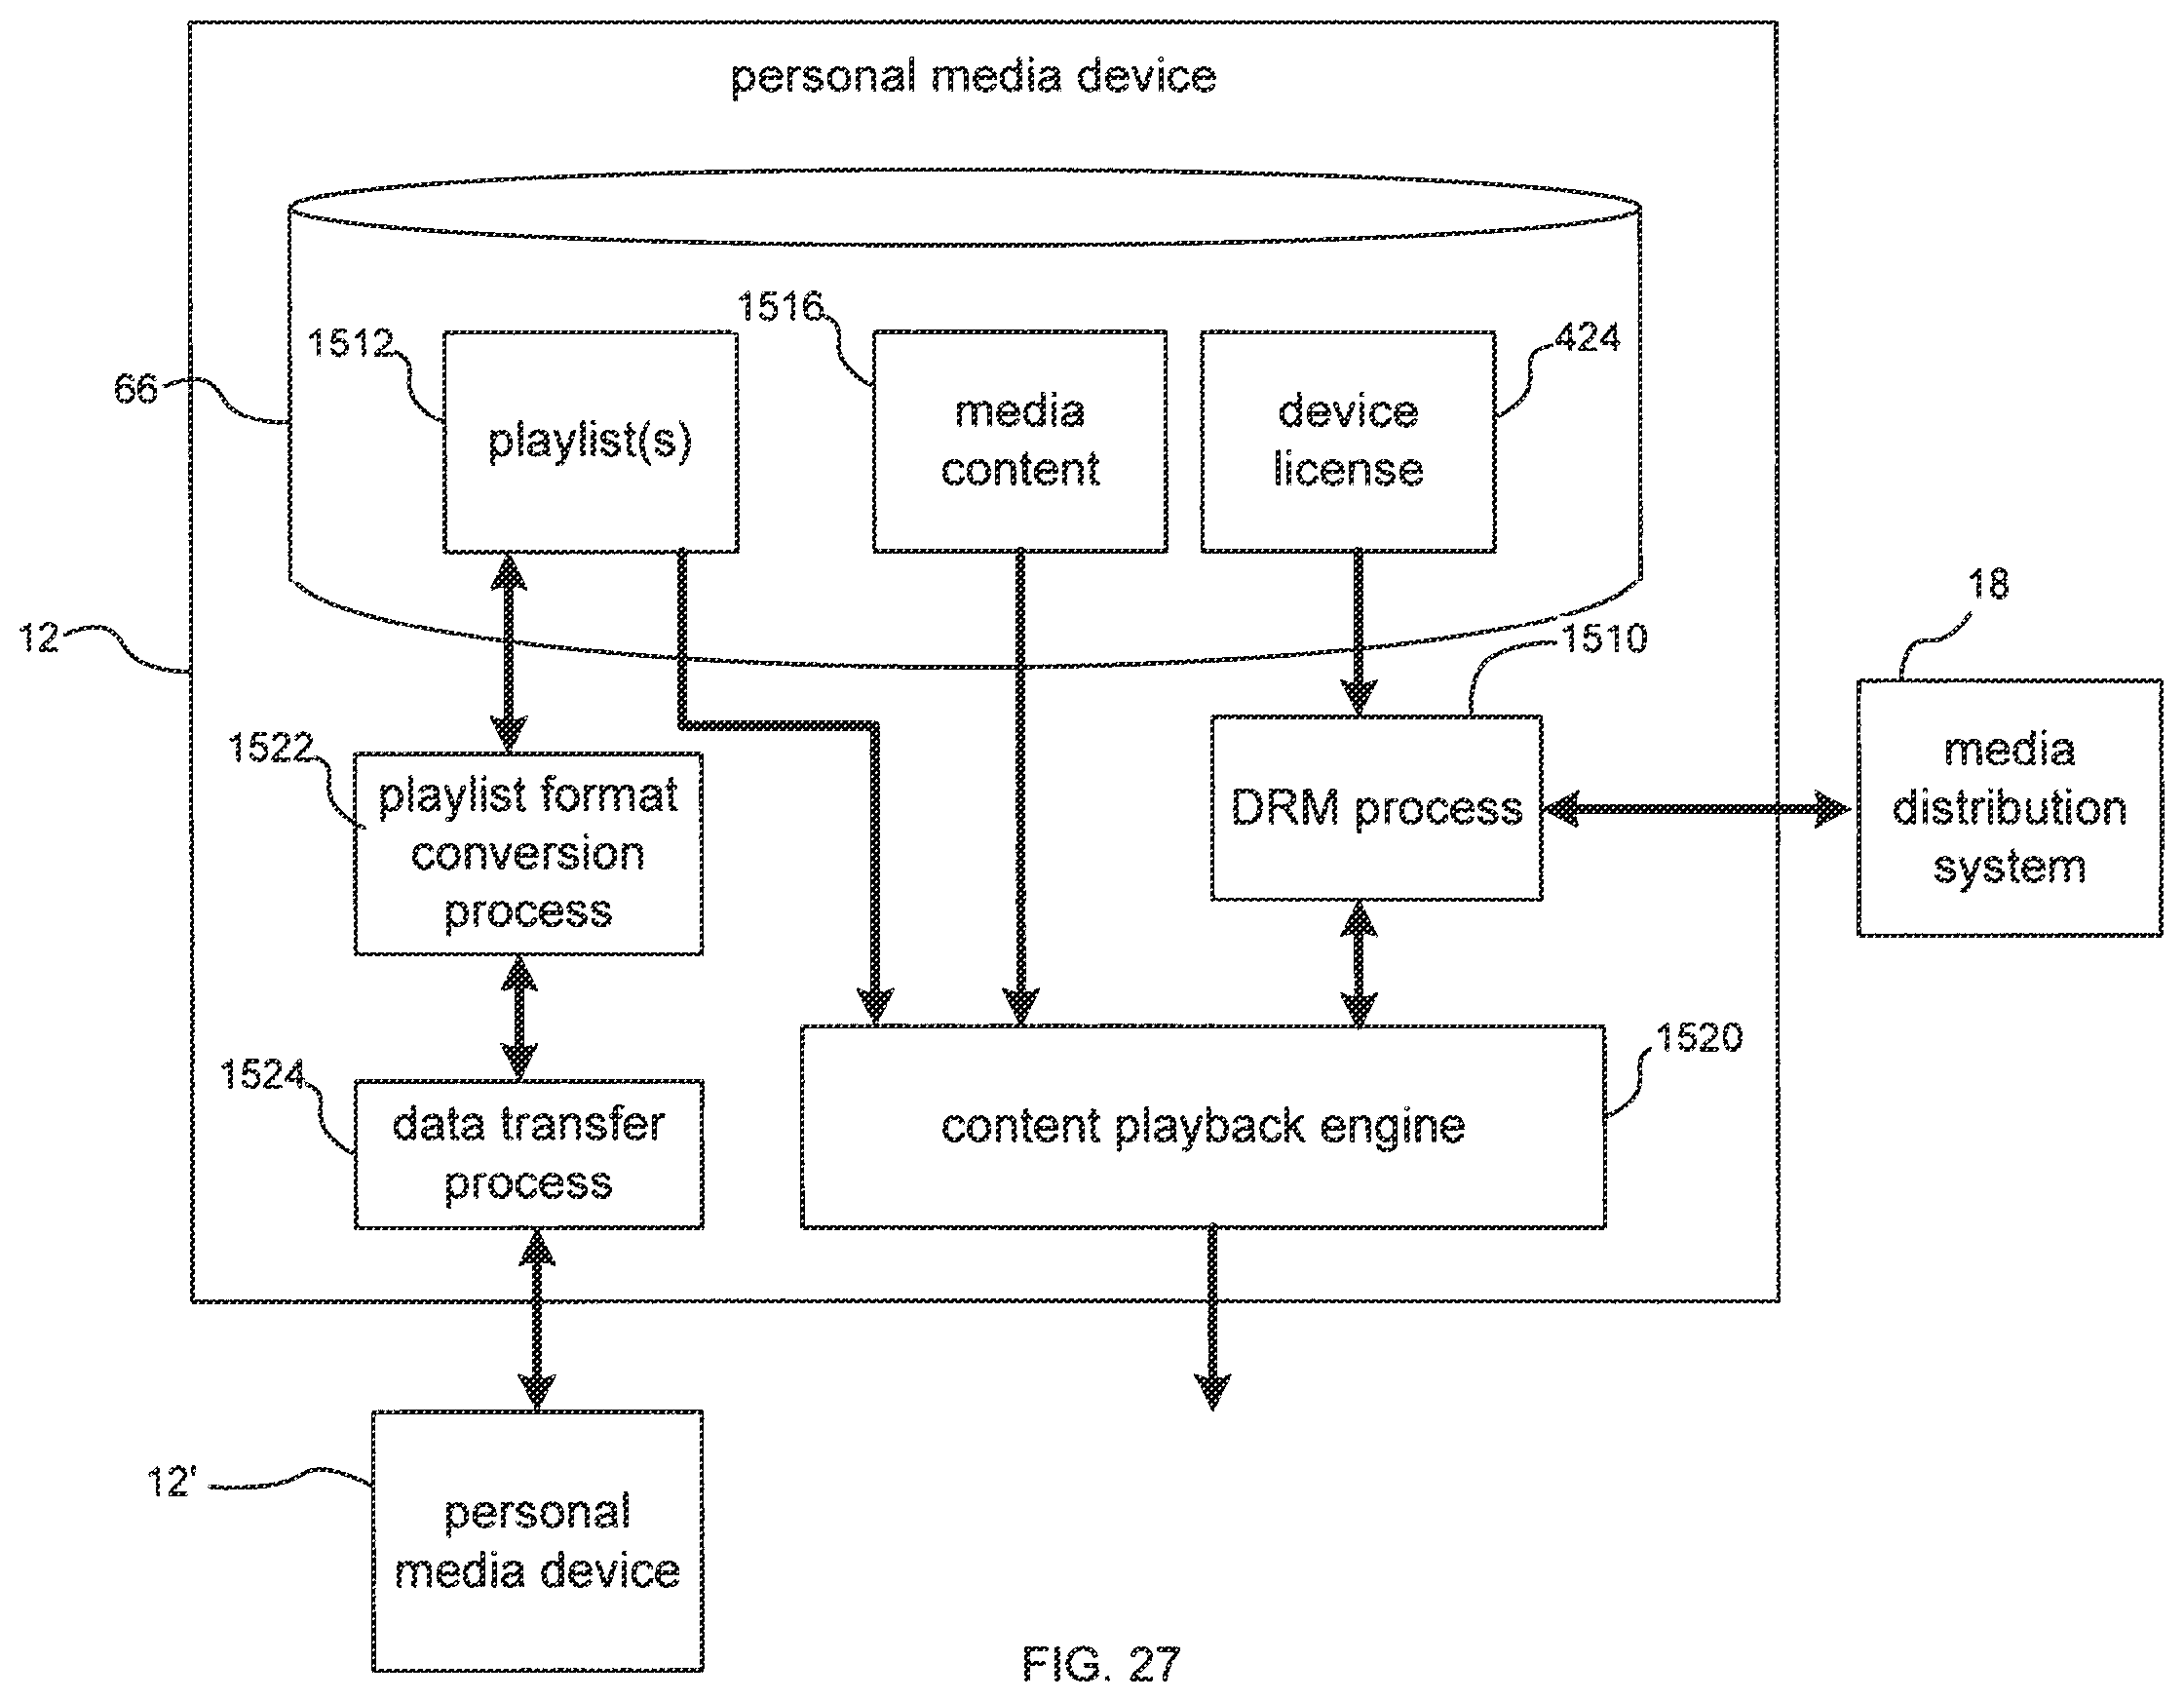 personal media device
1516
1512
424
66
playlist(s)
media
content
device
license
18
12
1510
1522
playlist format
conversion
process
DRM process
media
distribution
system
1520
1524
data transfer
process
content playback engine
12'
personal
media device
FIG. 27